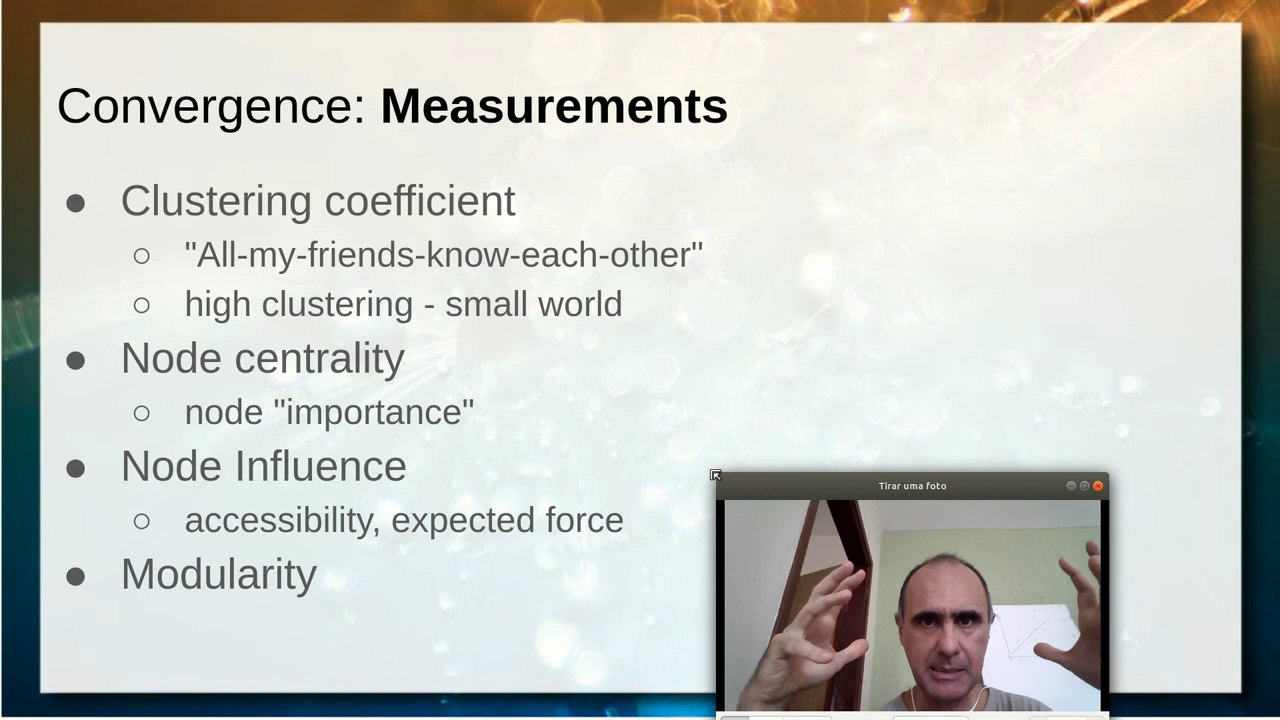 Convergence: Measurements
● Clustering coefficient
○ "All-my-friends-know-each-other"
○ high clustering - small world
● Node centrality
○ node "importance"
● Node Influence
○ accessibility, expected force
● Modularity
Tirar uma foto